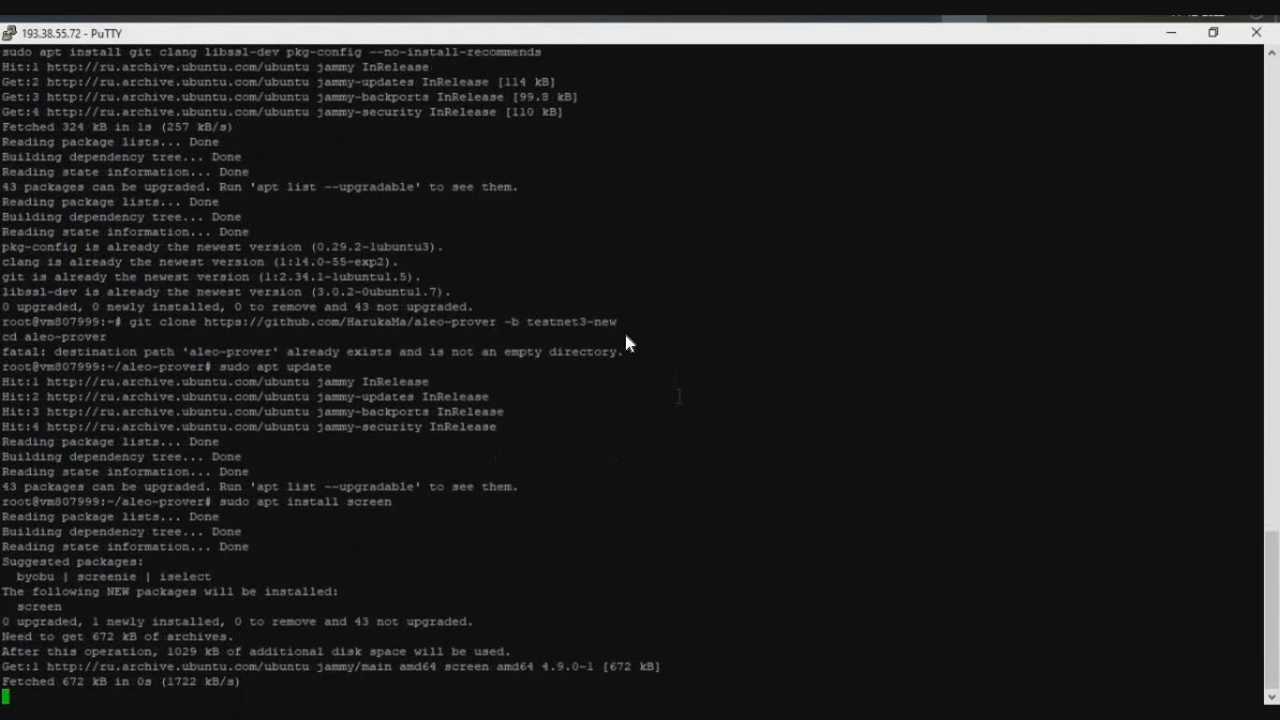 193.38.55.72 - PuTTY
sudo apt install git clang libssl-dev pkg-config --no-install-recommends
Hit:1 http://ru.archive.ubuntu.com/ubuntu jammy InRelease
Get:2 http://ru.archive.ubuntu.com/ubuntu jammy-updates InRelease [114 kB]
Get:3 http://ru.archive.ubuntu.com/ubuntu jammy-backports InRelease [99.8 kB]
Get:4 http://ru.archive.ubuntu.com/ubuntu jammy-security InRelease [110 kB]
Fetched 324 kB in 1s (257 kB/s)
Reading package lists... Done
Building dependency tree... Done
Reading state information... Done
43 packages can be upgraded. Run 'apt list --upgradable' to see them.
Reading package lists... Done
Building dependency tree... Done
Reading state information... Done
pkg-config is already the newest version (0.29.2-1ubuntu3).
clang is already the newest version (1:14.0-55~exp2).
git is already the newest version (1:2.34.1-1ubuntu1.5).
libssl-dev is already the newest version (3.0.2-0ubuntu1.7).
0 upgraded, 0 newly installed, 0 to remove and 43 not upgraded.
root@vm807999:~# git clone https://github.com/HarukaMa/aleo-prover -b testnet3-new
cd aleo-prover
fatal: destination path 'aleo-prover' already exists and is not an empty directory.
root@vm807999:~/aleo-prover# sudo apt update
Hit:1 http://ru.archive.ubuntu.com/ubuntu jammy InRelease
Hit:2 http://ru.archive.ubuntu.com/ubuntu jammy-updates InRelease
Hit:3 http://ru.archive.ubuntu.com/ubuntu jammy-backports InRelease
Hit:4 http://ru.archive.ubuntu.com/ubuntu jammy-security InRelease
Reading package lists... Done
Building dependency tree... Done
Reading state information... Done
43 packages can be upgraded. Run 'apt list --upgradable' to see them.
root@vm807999:~/aleo-prover# sudo apt install screen
Reading package lists... Done
Building dependency tree... Done
Reading state information... Done
Suggested packages:
byobu | screenie | iselect
The following NEW packages will be installed:
screen
0 upgraded, 1 newly installed, 0 to remove and 43 not upgraded.
Need to get 672 kB of archives.
After this operation, 1029 kB of additional disk space will be used.
Get:1 http://ru.archive.ubuntu.com/ubuntu jammy/main amd64 screen amd64 4.9.0-1 [672 kB]
Fetched 672 kB in 0s (1722 kB/s)